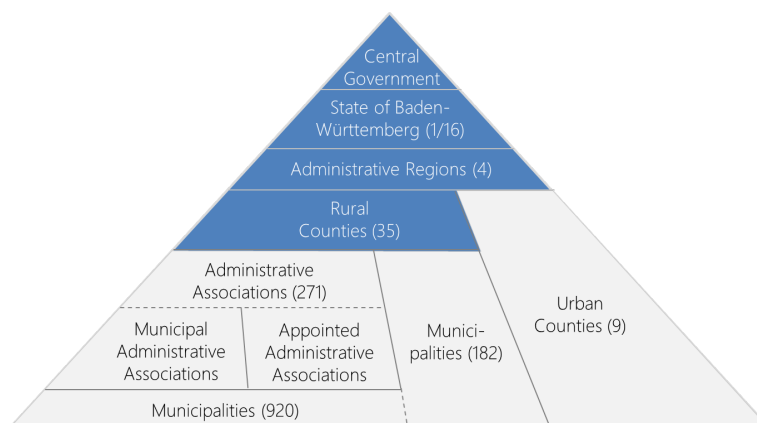 Central
Government
State of Baden-
Württemberg (1/16)
Administrative Regions (4)
Rural
Counties (35)
Administrative
Associations (271)
Municipal
Administrative
Associations
Appointed
Administrative
Associations
Munici-
palities (182)
Urban
Counties (9)
Municipalities (920)